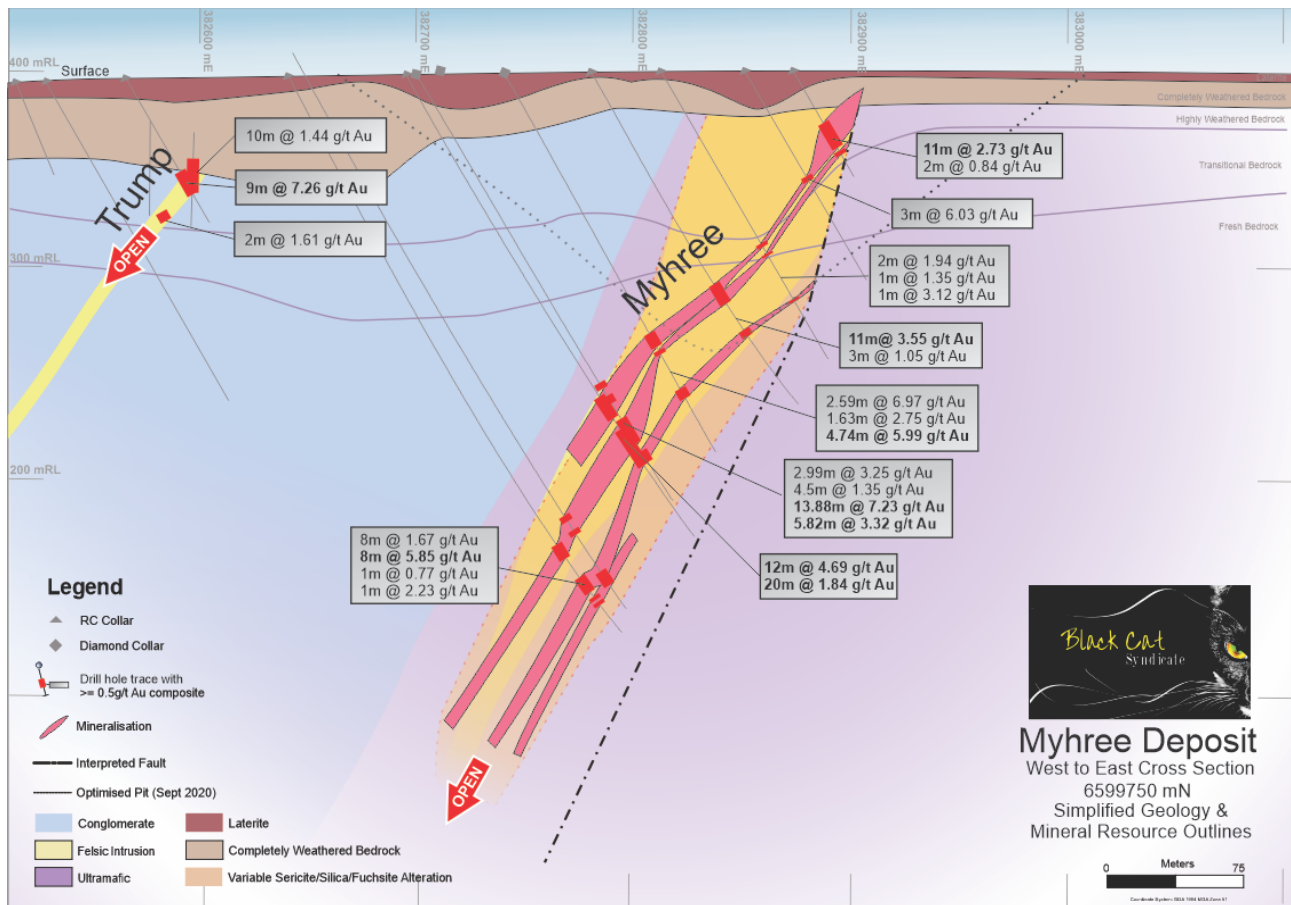 382600 mE
382700 mE
382800 mE
382900 mE
383000 mE
400 mRL
Surface
Completely Weathered Bedrock
Highly Weathered Bedrock
Transitional Bedrock
Fresh Bedrock
300 mRL
200 mRL
Trump
OPEN
10m @ 1.44 g/t Au
9m @ 7.26 g/t Au
2m @ 1.61 g/t Au
Myhree
11m @ 2.73 g/t Au
2m @ 0.84 g/t Au
3m @ 6.03 g/t Au
2m @ 1.94 g/t Au
1m @ 1.35 g/t Au
1m @ 3.12 g/t Au
11m@ 3.55 g/t Au
3m @ 1.05 g/t Au
2.59m @ 6.97 g/t Au
1.63m @ 2.75 g/t Au
4.74m @ 5.99 g/t Au
2.99m @ 3.25 g/t Au
4.5m @ 1.35 g/t Au
13.88m @ 7.23 g/t Au
5.82m @ 3.32 g/t Au
12m @ 4.69 g/t Au
20m @ 1.84 g/t Au
8m @ 1.67 g/t Au
8m @ 5.85 g/t Au
1m @ 0.77 g/t Au
1m @ 2.23 g/t Au
OPEN
Legend
RC Collar
Diamond Collar
Drill hole trace with
>= 0.5g/t Au composite
Mineralisation
Interpreted Fault
Optimised Pit (Sept 2020)
Conglomerate
Felsic Intrusion
Ultramafic
Laterite
Completely Weathered Bedrock
Variable Sericite/Silica/Fuchsite Alteration
Black Cat
Syndicate
Myhree Deposit
West to East Cross Section
6599750 mN
Simplified Geology &
Mineral Resource Outlines
0 Meters 75